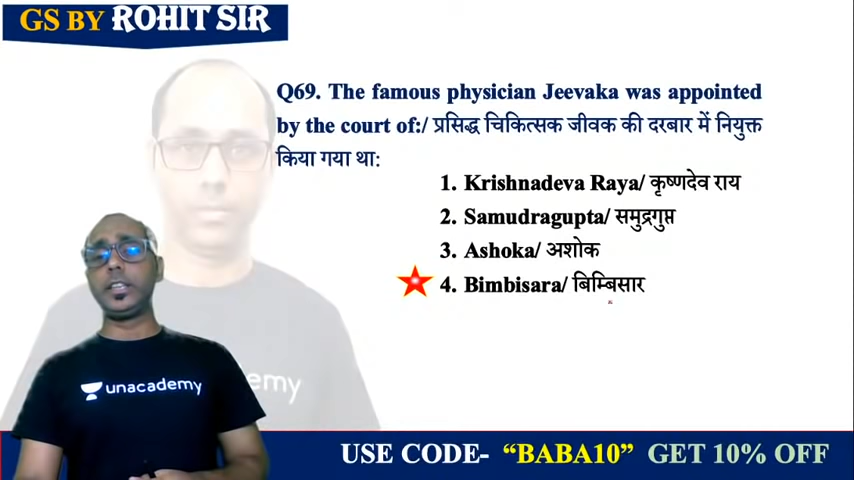 GS BY ROHIT SIR
Q69. The famous physician Jeevaka was appointed
by the court of:/ प्रसिद्ध चिकित्सक जीवक की दरबार में नियुक्त
किया गया था:
1. Krishnadeva Raya/ कृष्णदेव राय
2. Samudragupta/ समुद्रगुप्त
3. Ashoka/ अशोक
4. Bimbisara/ बिम्बिसार
unacademy
emy
USE CODE- “BABA10” GET 10% OFF